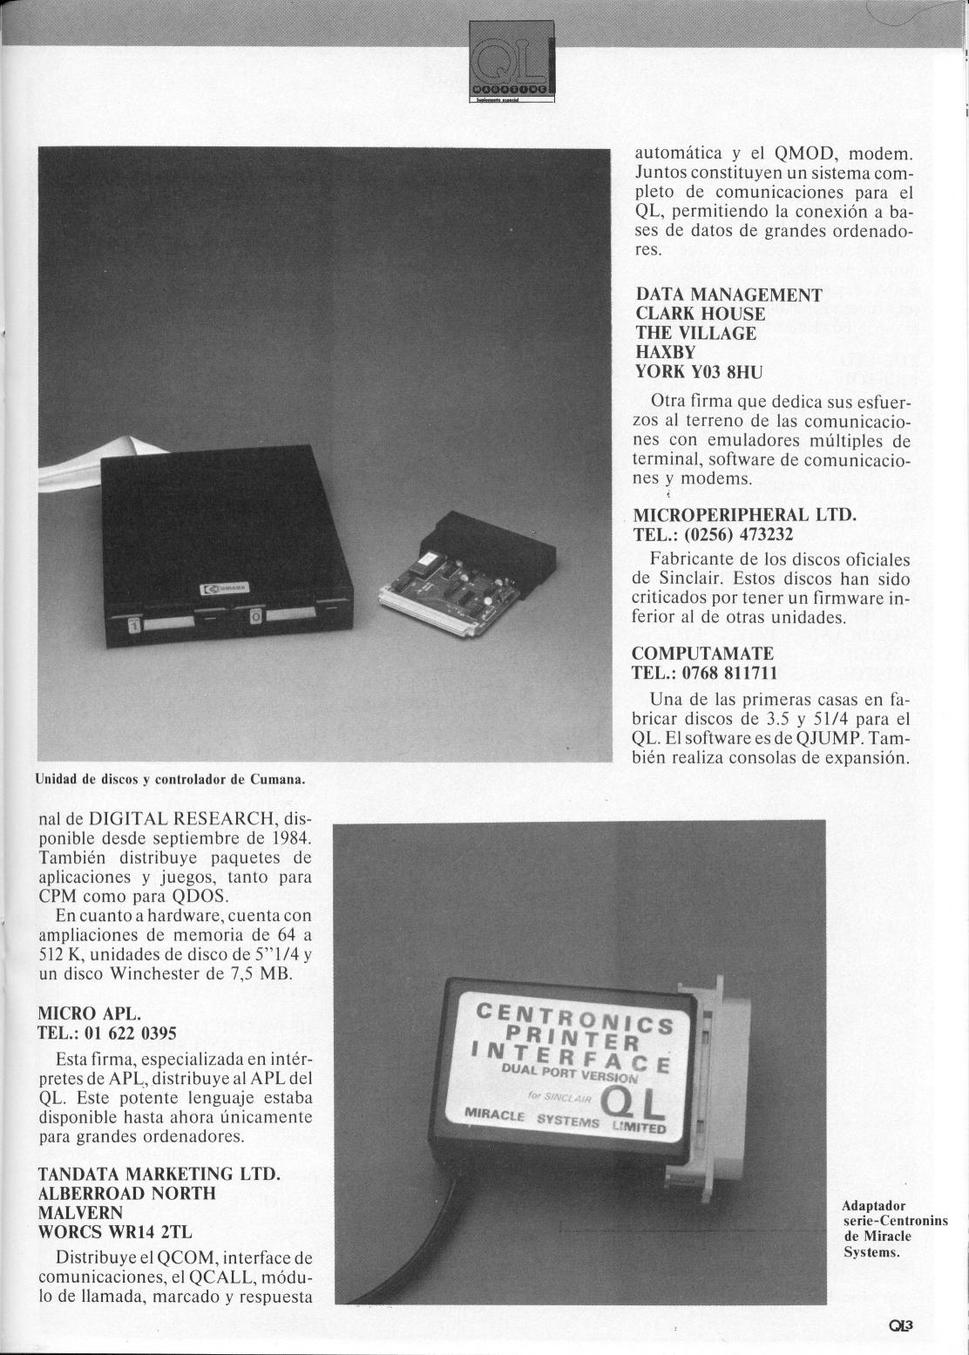 QL
MAGAZINE
Suplemento especial
CUMANA
1
0
Unidad de discos y controlador de Cumana.
nal de DIGITAL RESEARCH, dis-
ponible desde septiembre de 1984.
También distribuye paquetes de
aplicaciones y juegos, tanto para
CPM como para QDOS.
En cuanto a hardware, cuenta con
ampliaciones de memoria de 64 a
512 K, unidades de disco de 5"1/4 y
un disco Winchester de 7,5 MB.
MICRO APL.
TEL.: 01 622 0395
Esta firma, especializada en intér-
pretes de APL, distribuye al APL del
QL. Este potente lenguaje estaba
disponible hasta ahora únicamente
para grandes ordenadores.
TANDATA MARKETING LTD.
ALBERROAD NORTH
MALVERN
WORCS WR14 2TL
Distribuye el QCOM, interface de
comunicaciones, el QCALL, módu-
lo de llamada, marcado y respuesta
automática y el QMOD, modem.
Juntos constituyen un sistema com-
pleto de comunicaciones para el
QL, permitiendo la conexión a ba-
ses de datos de grandes ordenado-
res.
DATA MANAGEMENT
CLARK HOUSE
THE VILLAGE
HAXBY
YORK Y03 8HU
Otra firma que dedica sus esfuer-
zos al terreno de las comunicacio-
nes con emuladores múltiples de
terminal, software de comunicacio-
nes y modems.
MICROPERIPHERAL LTD.
TEL.: (0256) 473232
Fabricante de los discos oficiales
de Sinclair. Estos discos han sido
criticados por tener un firmware in-
ferior al de otras unidades.
COMPUTAMATE
TEL.: 0768 811711
Una de las primeras casas en fa-
bricar discos de 3.5 y 51/4 para el
QL. El software es de QJUMP. Tam-
bién realiza consolas de expansión.
CENTRONICS
PRINTER
INTERFACE
DUAL PORT VERSION
for SINCLAIR QL
MIRACLE SYSTEMS LIMITED
Adaptador
serie-Centronins
de Miracle
Systems.
QL3